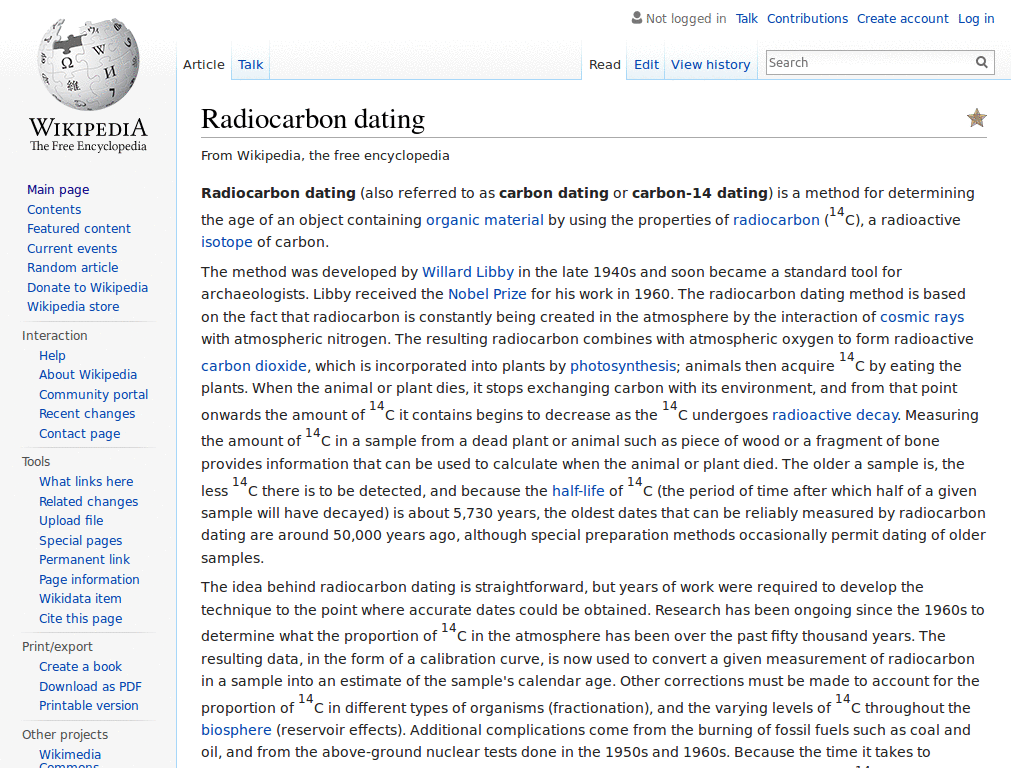 Not logged in Talk Contributions Create account Log in
Article Talk Read Edit View history Search
WIKIPEDIA
The Free Encyclopedia
Main page
Contents
Featured content
Current events
Random article
Donate to Wikipedia
Wikipedia store
Interaction
Help
About Wikipedia
Community portal
Recent changes
Contact page
Tools
What links here
Related changes
Upload file
Special pages
Permanent link
Page information
Wikidata item
Cite this page
Print/export
Create a book
Download as PDF
Printable version
Other projects
Wikimedia
Commons
Radiocarbon dating
From Wikipedia, the free encyclopedia
Radiocarbon dating (also referred to as carbon dating or carbon-14 dating) is a method for determining
the age of an object containing organic material by using the properties of radiocarbon (14C), a radioactive
isotope of carbon.
The method was developed by Willard Libby in the late 1940s and soon became a standard tool for
archaeologists. Libby received the Nobel Prize for his work in 1960. The radiocarbon dating method is based
on the fact that radiocarbon is constantly being created in the atmosphere by the interaction of cosmic rays
with atmospheric nitrogen. The resulting radiocarbon combines with atmospheric oxygen to form radioactive
carbon dioxide, which is incorporated into plants by photosynthesis; animals then acquire 14C by eating the
plants. When the animal or plant dies, it stops exchanging carbon with its environment, and from that point
onwards the amount of 14C it contains begins to decrease as the 14C undergoes radioactive decay. Measuring
the amount of 14C in a sample from a dead plant or animal such as piece of wood or a fragment of bone
provides information that can be used to calculate when the animal or plant died. The older a sample is, the
less 14C there is to be detected, and because the half-life of 14C (the period of time after which half of a given
sample will have decayed) is about 5,730 years, the oldest dates that can be reliably measured by radiocarbon
dating are around 50,000 years ago, although special preparation methods occasionally permit dating of older
samples.
The idea behind radiocarbon dating is straightforward, but years of work were required to develop the
technique to the point where accurate dates could be obtained. Research has been ongoing since the 1960s to
determine what the proportion of 14C in the atmosphere has been over the past fifty thousand years. The
resulting data, in the form of a calibration curve, is now used to convert a given measurement of radiocarbon
in a sample into an estimate of the sample's calendar age. Other corrections must be made to account for the
proportion of 14C in different types of organisms (fractionation), and the varying levels of 14C throughout the
biosphere (reservoir effects). Additional complications come from the burning of fossil fuels such as coal and
oil, and from the above-ground nuclear tests done in the 1950s and 1960s. Because the time it takes to